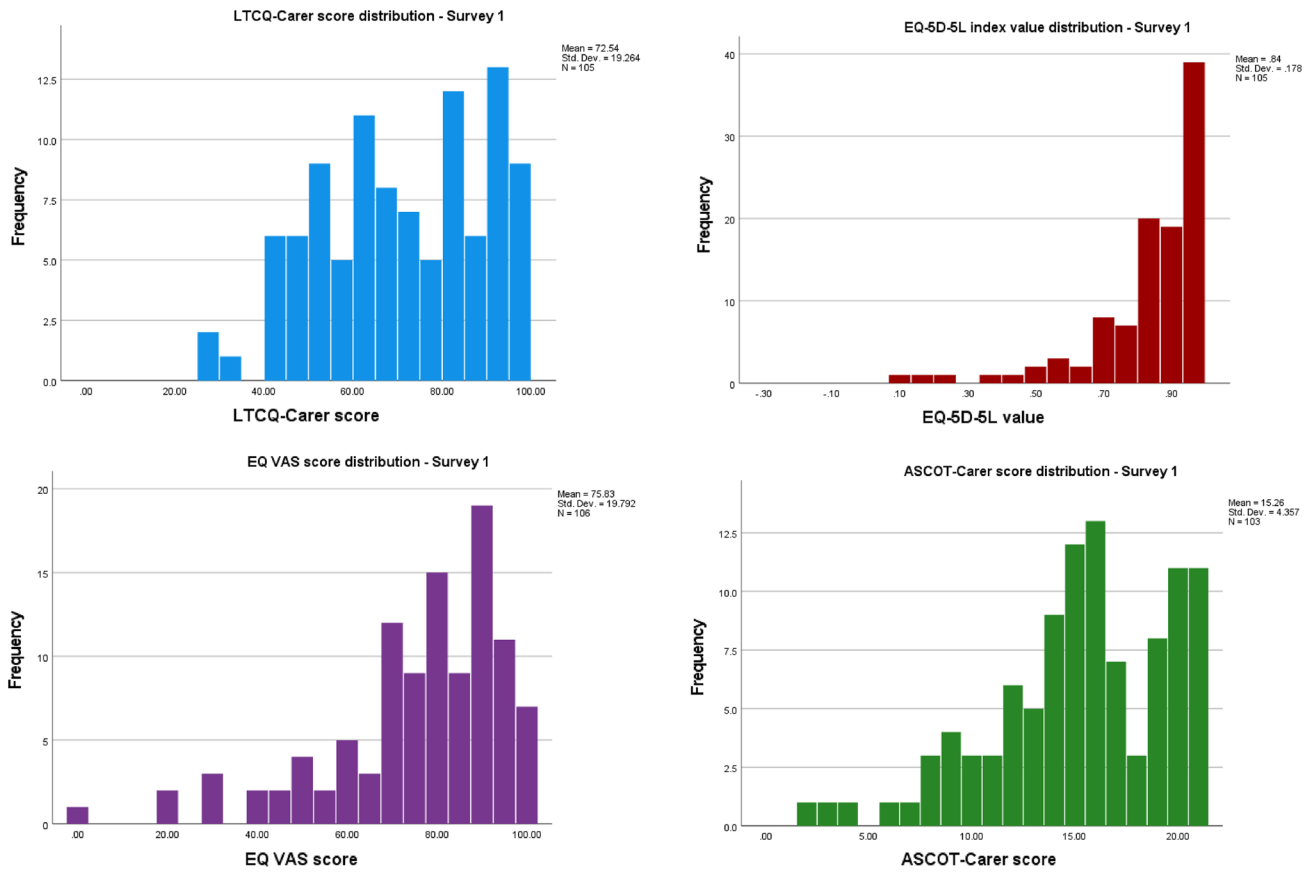 LTCQ-Carer score distribution - Survey 1
Mean = 72.54
Std. Dev. = 19.264
N = 105
12.5
10.0
7.5
5.0
2.5
0.0
Frequency
.00 20.00 40.00 60.00 80.00 100.00
LTCQ-Carer score
EQ-5D-5L index value distribution - Survey 1
Mean = .84
Std. Dev. = .178
N = 105
40
30
20
10
0
Frequency
-.30 -.10 .10 .30 .50 .70 .90
EQ-5D-5L value
EQ VAS score distribution - Survey 1
Mean = 75.83
Std. Dev. = 19.792
N = 106
20
15
10
5
0
Frequency
.00 20.00 40.00 60.00 80.00 100.00
EQ VAS score
ASCOT-Carer score distribution - Survey 1
Mean = 15.26
Std. Dev. = 4.357
N = 103
12.5
10.0
7.5
5.0
2.5
0.0
Frequency
.00 5.00 10.00 15.00 20.00
ASCOT-Carer score